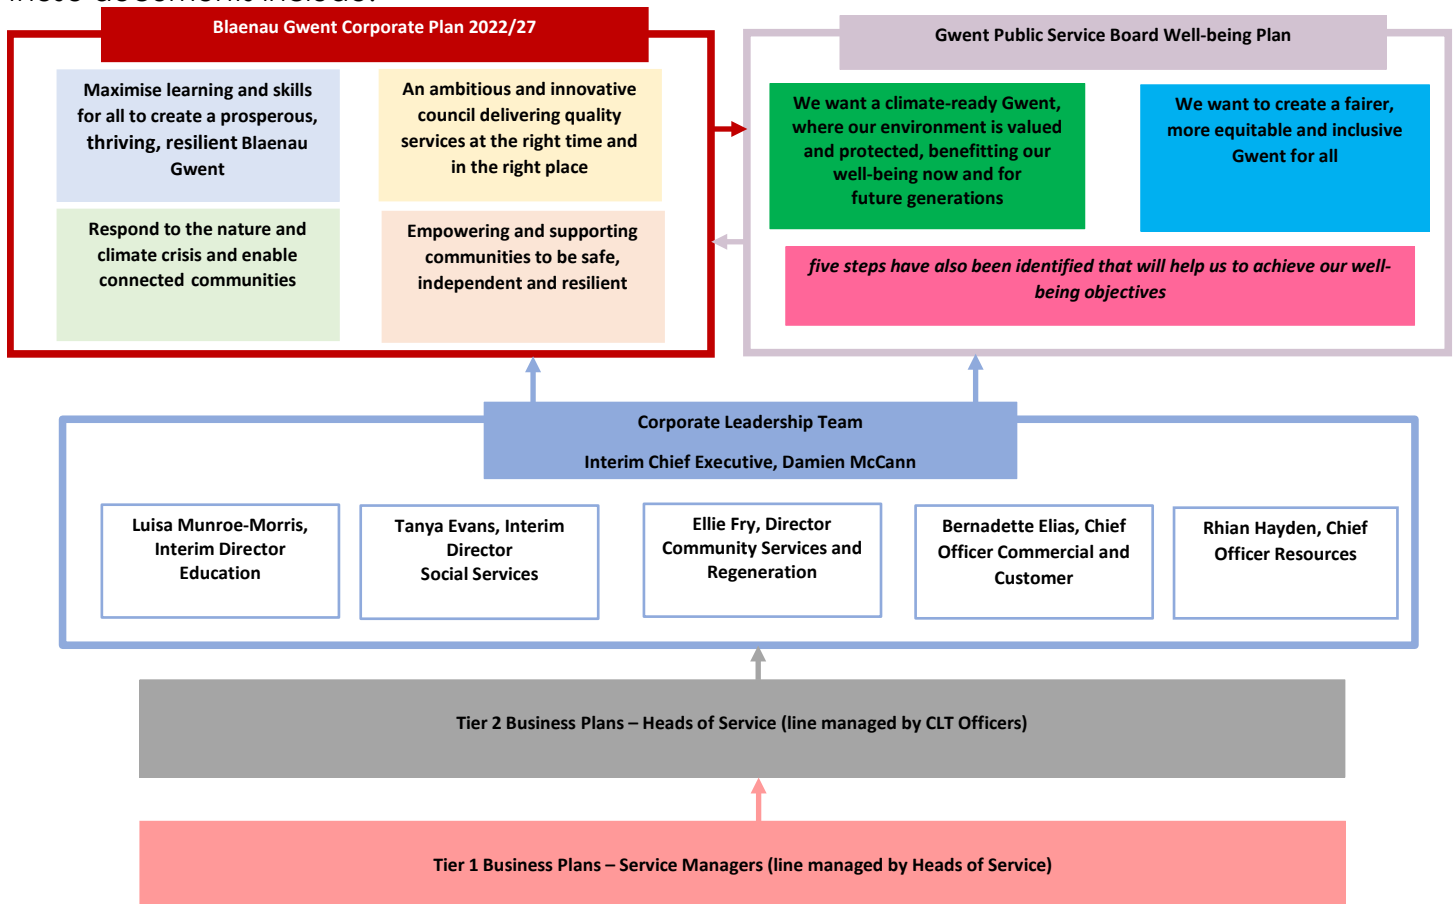 these documents include:
Blaenau Gwent Corporate Plan 2022/27
Maximise learning and skills
for all to create a prosperous,
thriving, resilient Blaenau
Gwent
An ambitious and innovative
council delivering quality
services at the right time and
in the right place
Respond to the nature and
climate crisis and enable
connected communities
Empowering and supporting
communities to be safe,
independent and resilient
Gwent Public Service Board Well-being Plan
We want a climate-ready Gwent,
where our environment is valued
and protected, benefitting our
well-being now and for
future generations
We want to create a fairer,
more equitable and inclusive
Gwent for all
five steps have also been identified that will help us to achieve our well-
being objectives
Corporate Leadership Team
Interim Chief Executive, Damien McCann
Luisa Munroe-Morris,
Interim Director
Education
Tanya Evans, Interim
Director
Social Services
Ellie Fry, Director
Community Services and
Regeneration
Bernadette Elias, Chief
Officer Commercial and
Customer
Rhian Hayden, Chief
Officer Resources
Tier 2 Business Plans – Heads of Service (line managed by CLT Officers)
Tier 1 Business Plans – Service Managers (line managed by Heads of Service)